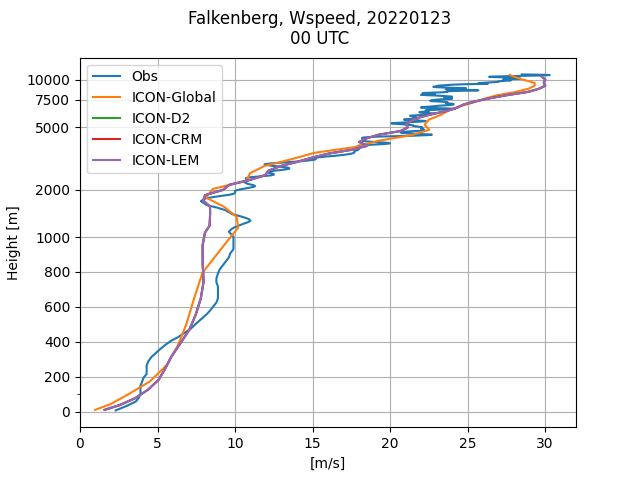 Falkenberg, Wspeed, 20220123
00 UTC
Obs
ICON-Global
ICON-D2
ICON-CRM
ICON-LEM
Height [m]
10000
7500
5000
2000
1000
800
600
400
200
0
0 5 10 15 20 25 30
[m/s]